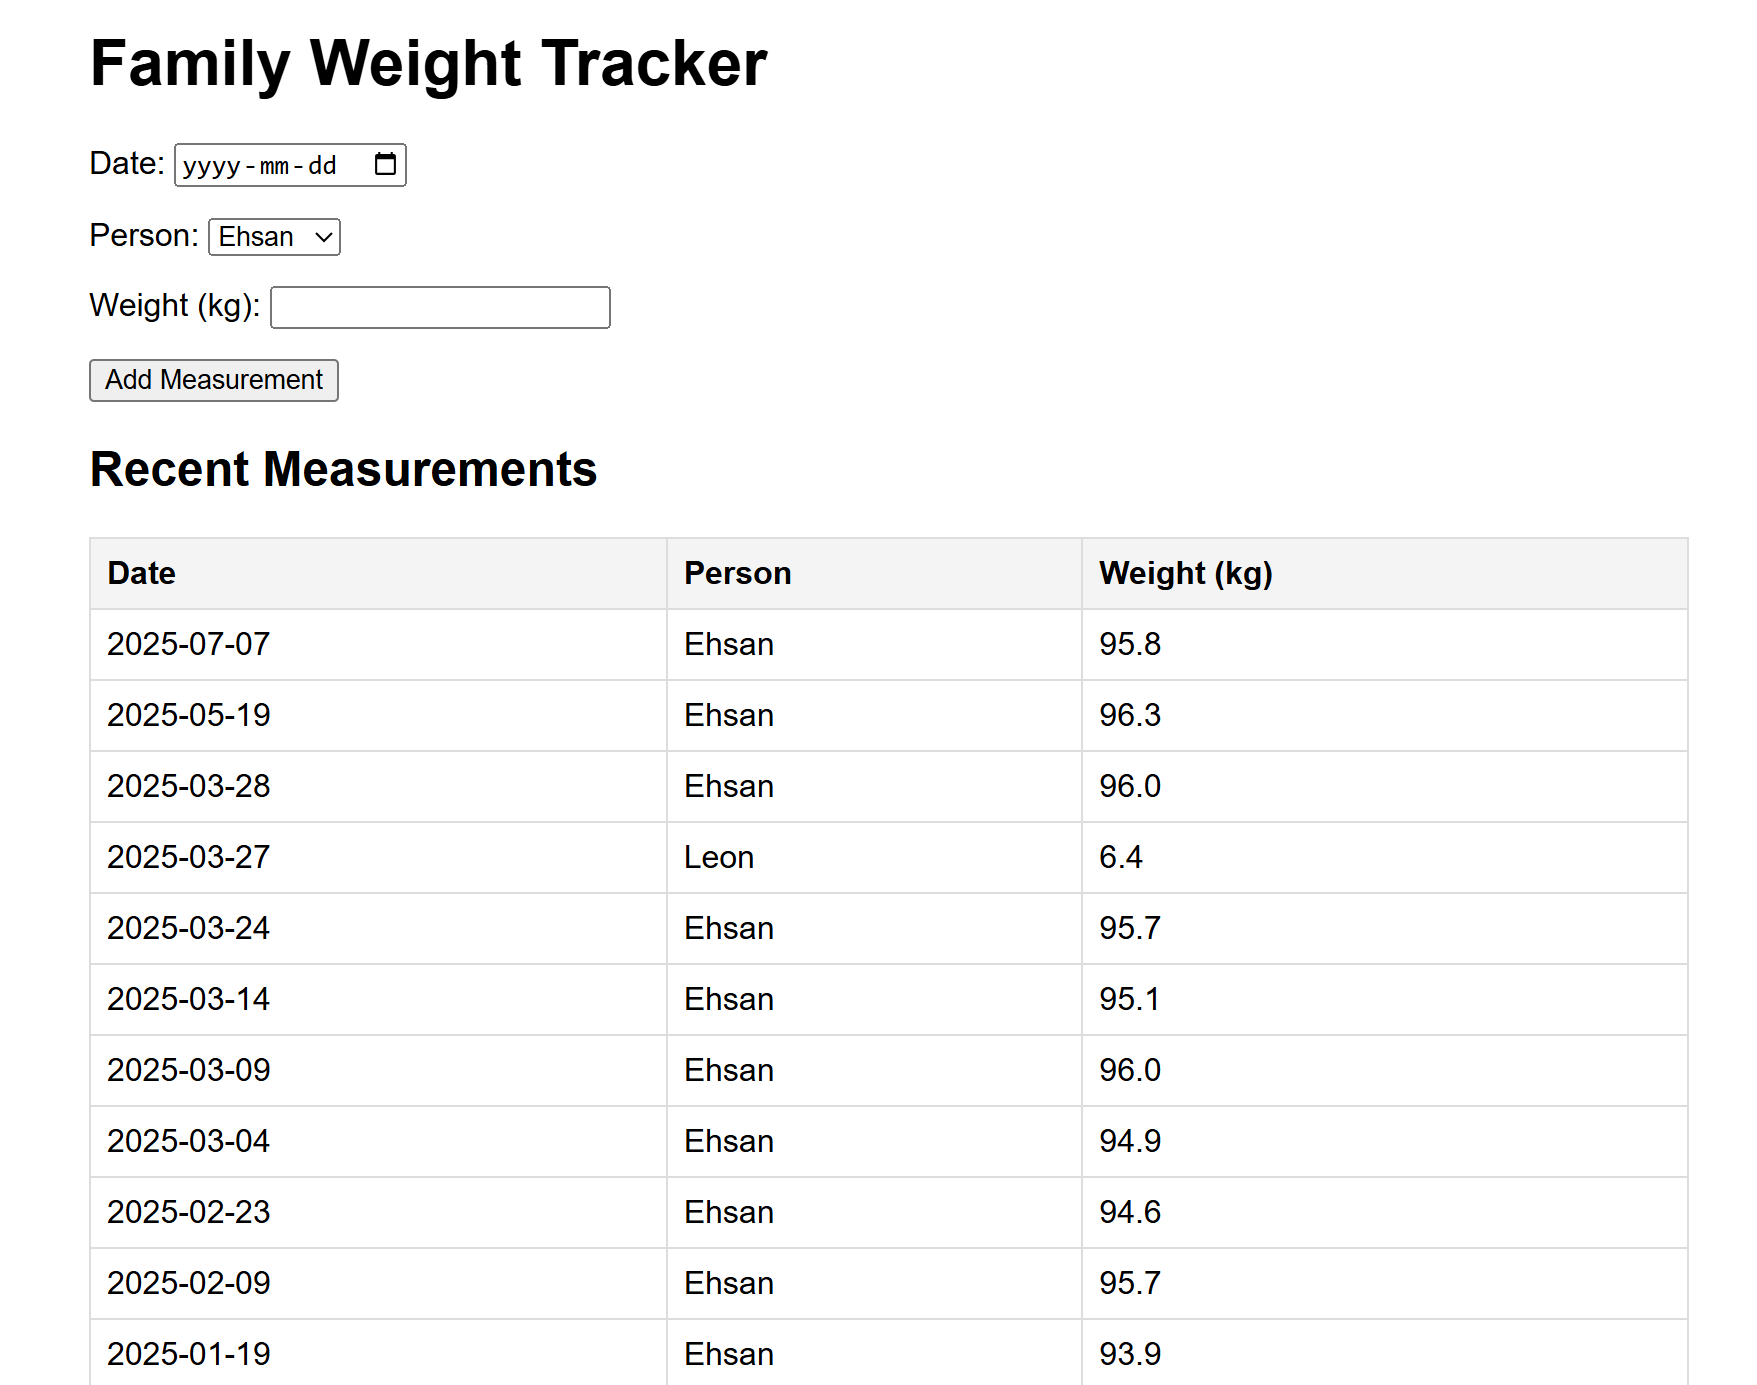 Family Weight Tracker
Date: yyyy-mm-dd
Person: Ehsan
Weight (kg):
Add Measurement
Recent Measurements
Date Person Weight (kg)
2025-07-07 Ehsan 95.8
2025-05-19 Ehsan 96.3
2025-03-28 Ehsan 96.0
2025-03-27 Leon 6.4
2025-03-24 Ehsan 95.7
2025-03-14 Ehsan 95.1
2025-03-09 Ehsan 96.0
2025-03-04 Ehsan 94.9
2025-02-23 Ehsan 94.6
2025-02-09 Ehsan 95.7
2025-01-19 Ehsan 93.9